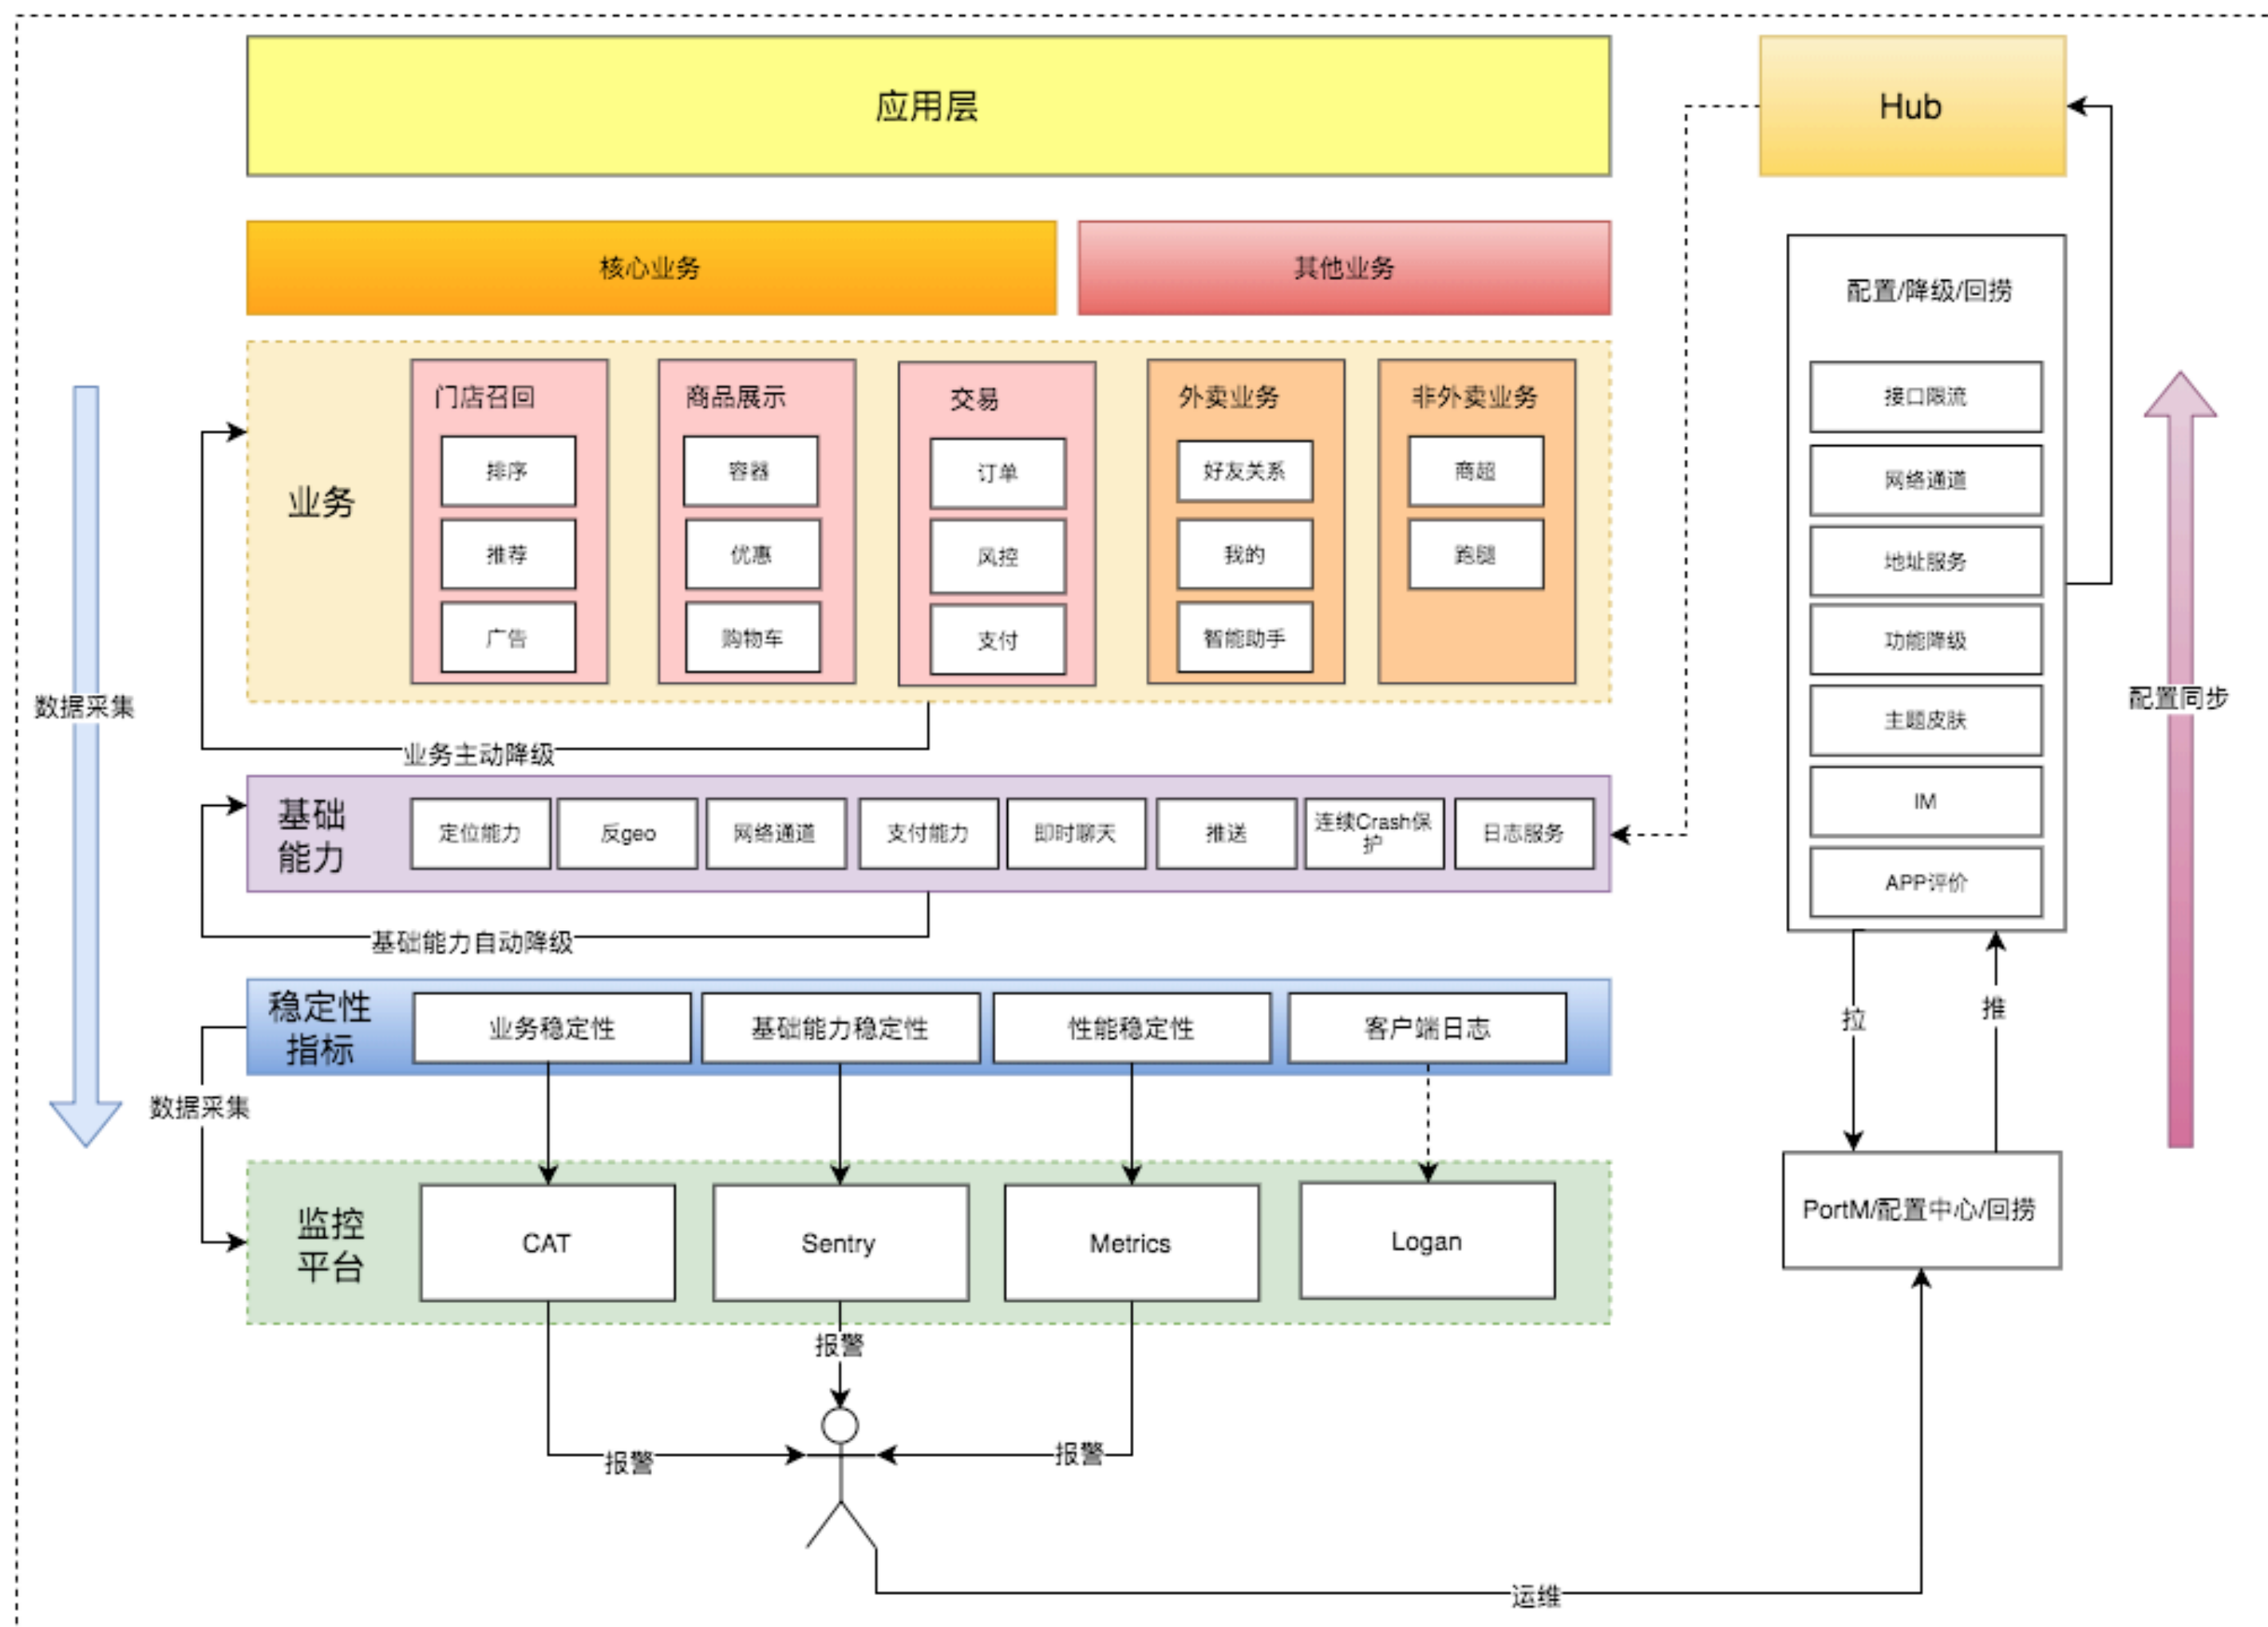 应用层
Hub
核心业务
其他业务
业务
门店召回
排序
推荐
广告
商品展示
容器
优惠
购物车
交易
订单
风控
支付
外卖业务
好友关系
我的
智能助手
非外卖业务
商超
跑腿
业务主动降级
数据采集
基础
能力
定位能力
反geo
网络通道
支付能力
即时聊天
推送
连续Crash保
护
日志服务
基础能力自动降级
稳定性
指标
业务稳定性
基础能力稳定性
性能稳定性
客户端日志
数据采集
监控
平台
CAT
Sentry
Metrics
Logan
报警
报警
报警
运维
配置/降级/回捞
接口限流
网络通道
地址服务
功能降级
主题皮肤
IM
APP评价
拉
推
PortM/配置中心/回捞
配置同步